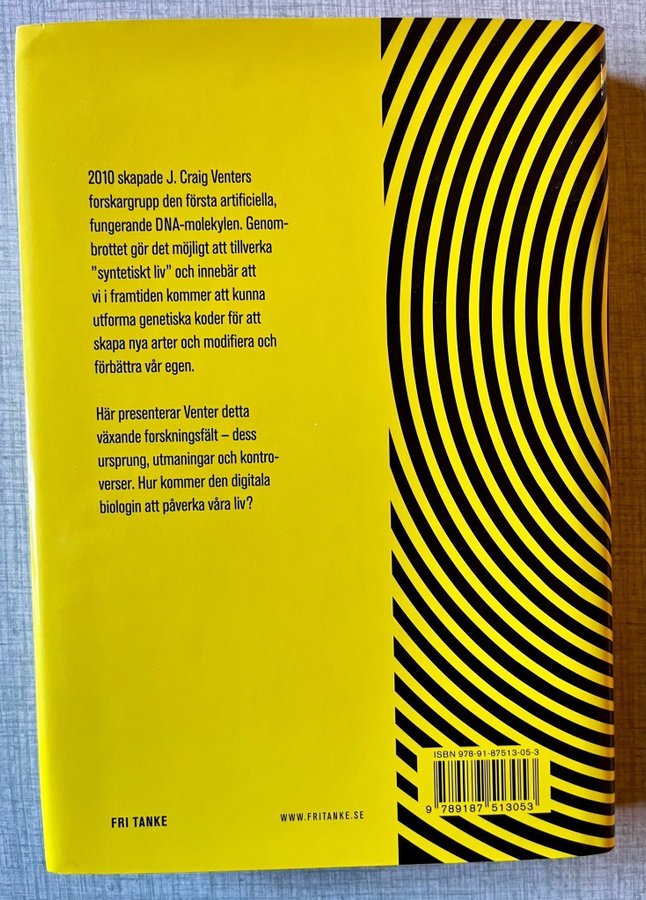 2010 skapade J. Craig Venters
forskargrupp den första artificiella,
fungerande DNA-molekylen. Genom-
brottet gör det möjligt att tillverka
”syntetiskt liv” och innebär att
vi i framtiden kommer att kunna
utforma genetiska koder för att
skapa nya arter och modifiera och
förbättra vår egen.
Här presenterar Venter detta
växande forskningsfält – dess
ursprung, utmaningar och kontro-
verser. Hur kommer den digitala
biologin att påverka våra liv?
ISBN 978-91-87513-05-3
9 789187 513053
FRI TANKE
WWW.FRITANKE.SE